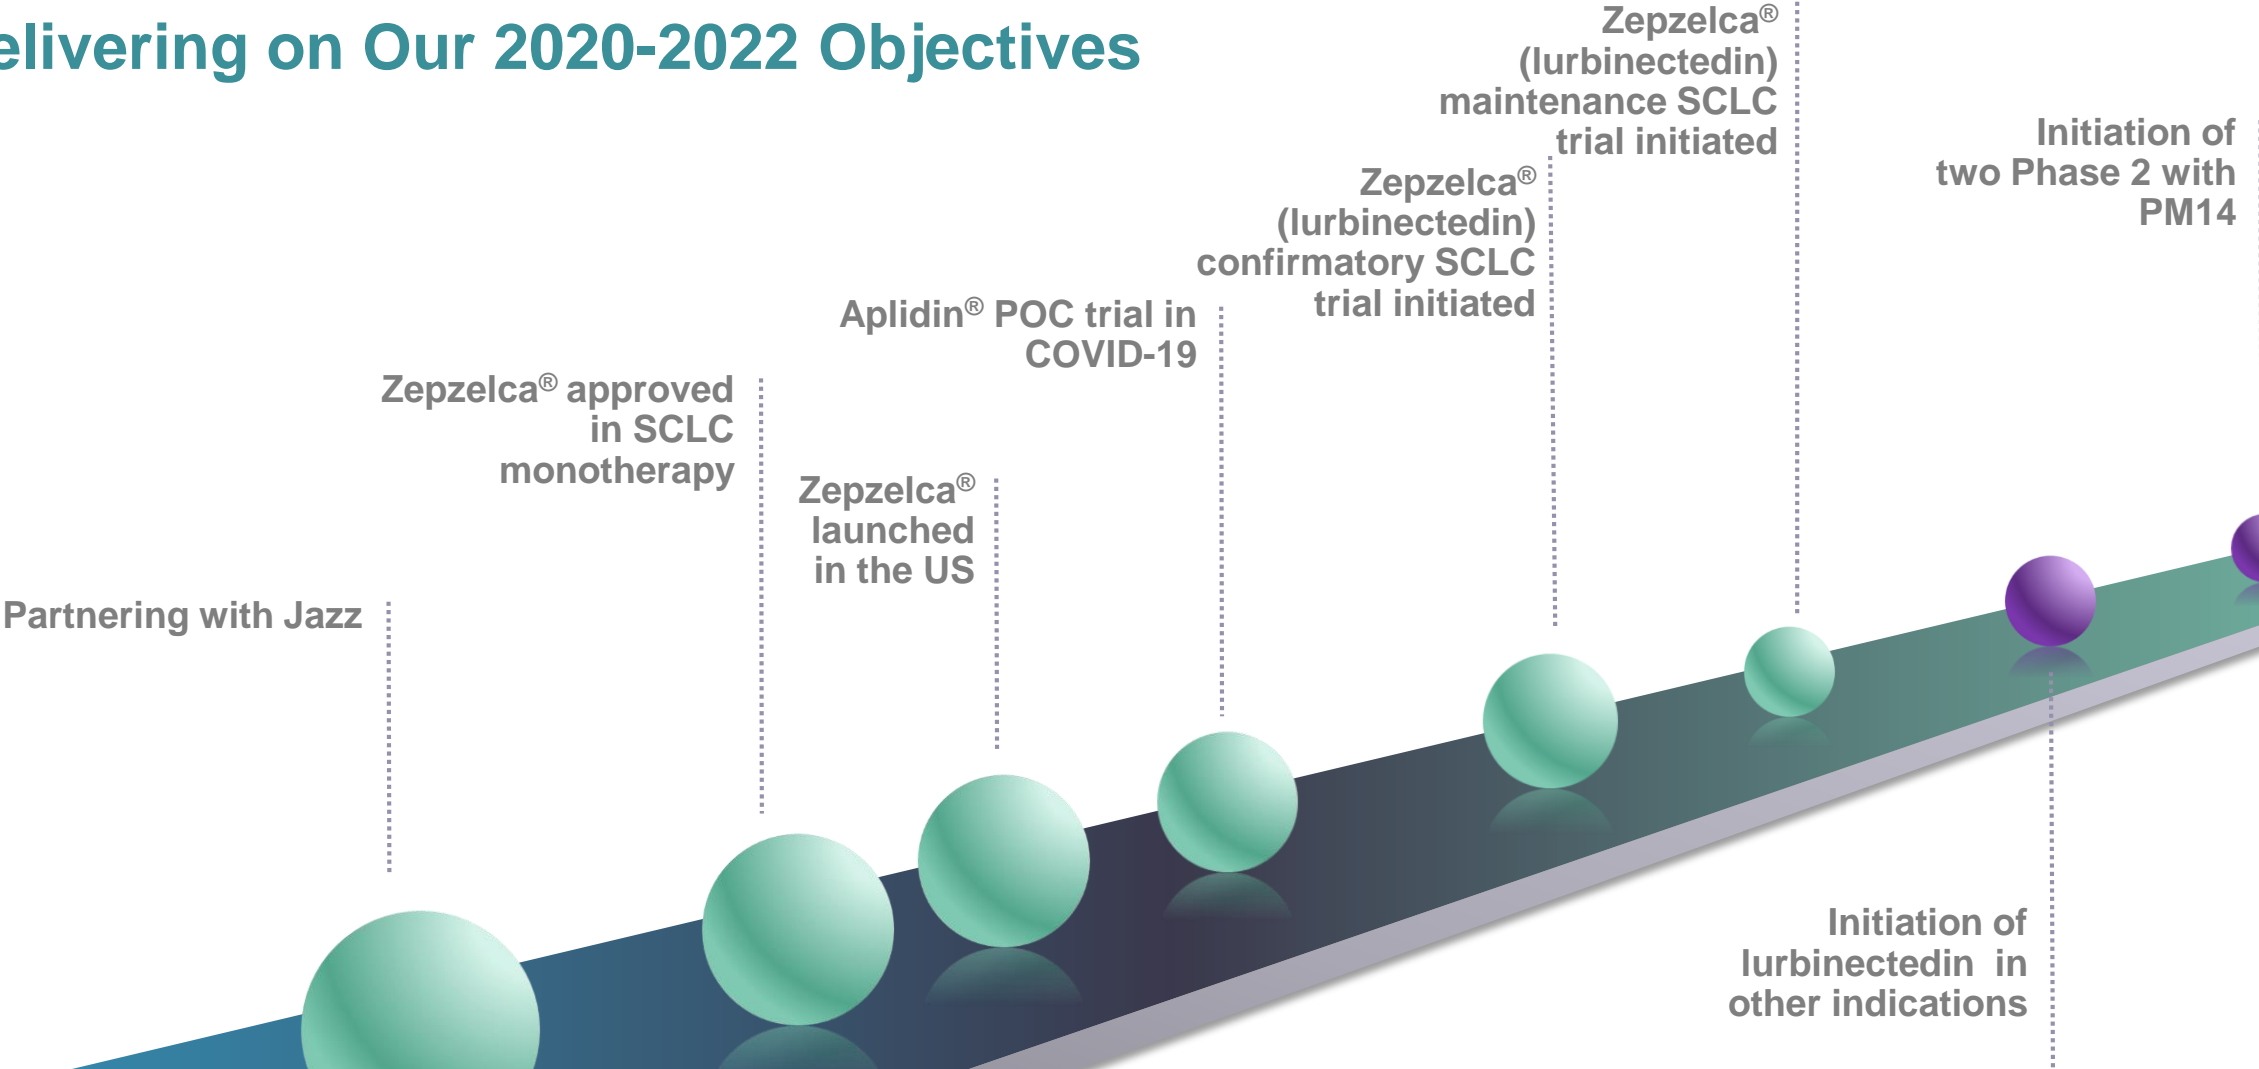 elivering on Our 2020-2022 Objectives
Partnering with Jazz
Zepzelca® approved
in SCLC
monotherapy
Zepzelca®
launched
in the US
Aplidin® POC trial in
COVID-19
Zepzelca®
(lurbinectedin)
confirmatory SCLC
trial initiated
Zepzelca®
(lurbinectedin)
maintenance SCLC
trial initiated
Initiation of
lurbinectedin in
other indications
Initiation of
two Phase 2 with
PM14